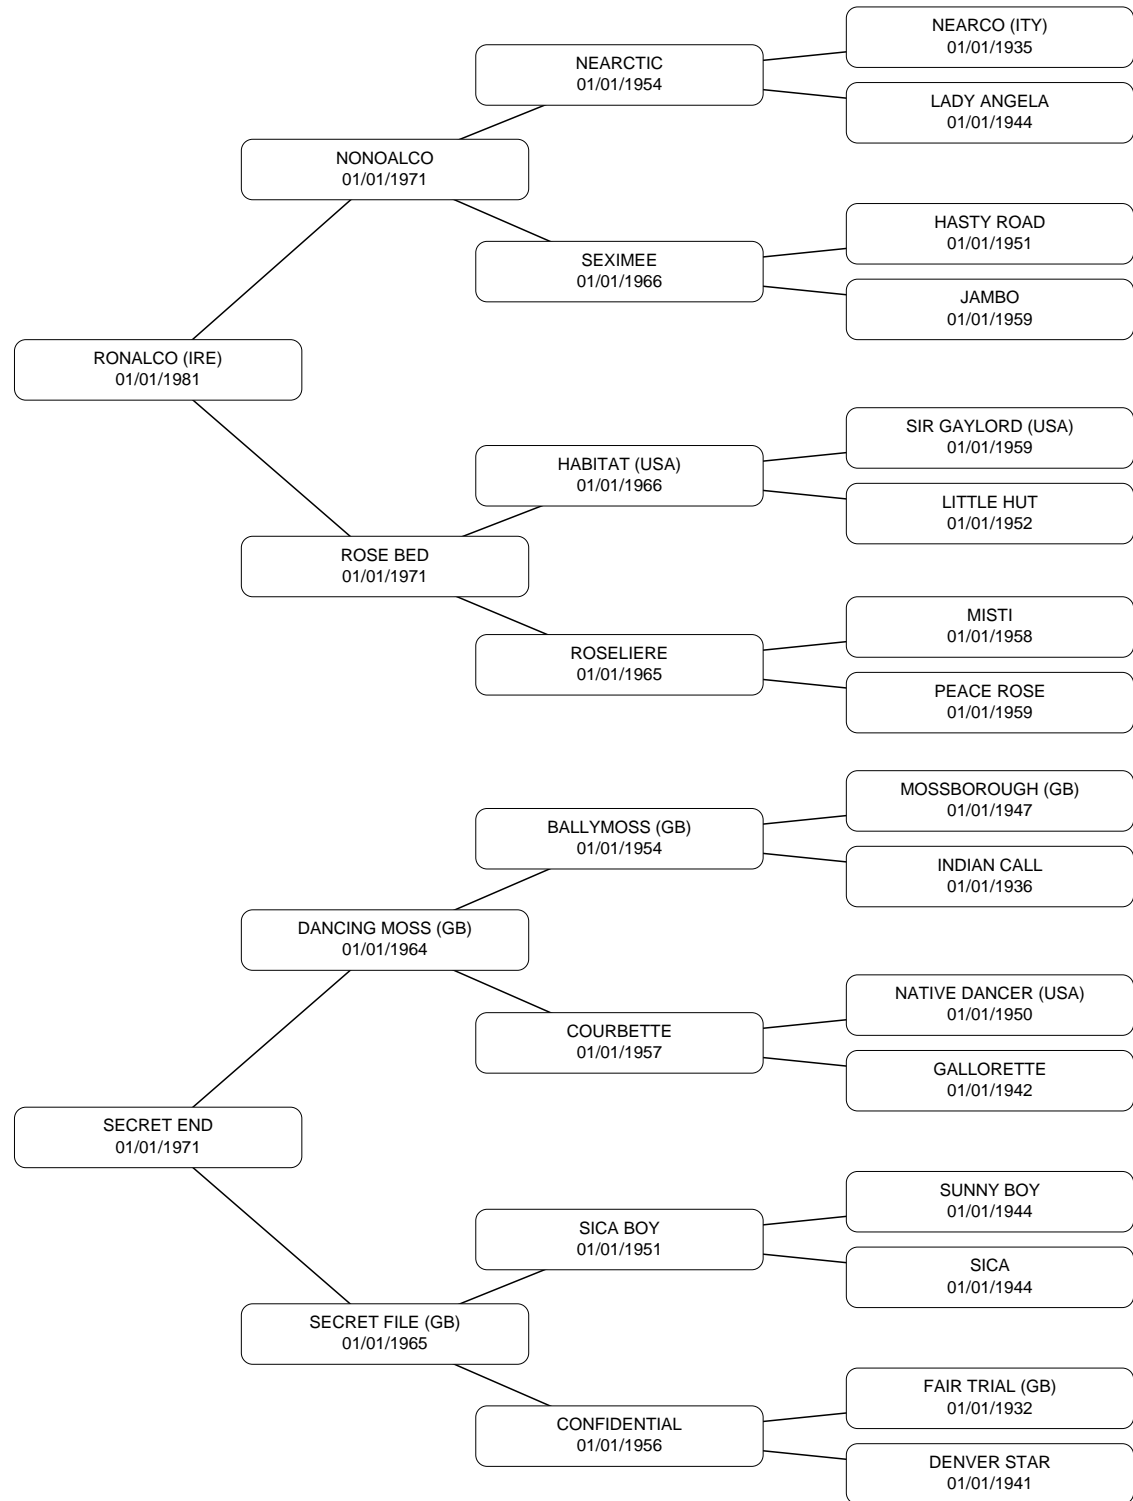 NEARCO (ITY)
01/01/1935
NEARCTIC
01/01/1954
LADY ANGELA
01/01/1944
NONOALCO
01/01/1971
HASTY ROAD
01/01/1951
SEXIMEE
01/01/1966
JAMBO
01/01/1959
RONALCO (IRE)
01/01/1981
SIR GAYLORD (USA)
01/01/1959
HABITAT (USA)
01/01/1966
LITTLE HUT
01/01/1952
ROSE BED
01/01/1971
MISTI
01/01/1958
ROSELIERE
01/01/1965
PEACE ROSE
01/01/1959
MOSSBOROUGH (GB)
01/01/1947
BALLYMOSS (GB)
01/01/1954
INDIAN CALL
01/01/1936
DANCING MOSS (GB)
01/01/1964
NATIVE DANCER (USA)
01/01/1950
COURBETTE
01/01/1957
GALLORETTE
01/01/1942
SECRET END
01/01/1971
SUNNY BOY
01/01/1944
SICA BOY
01/01/1951
SICA
01/01/1944
SECRET FILE (GB)
01/01/1965
FAIR TRIAL (GB)
01/01/1932
CONFIDENTIAL
01/01/1956
DENVER STAR
01/01/1941